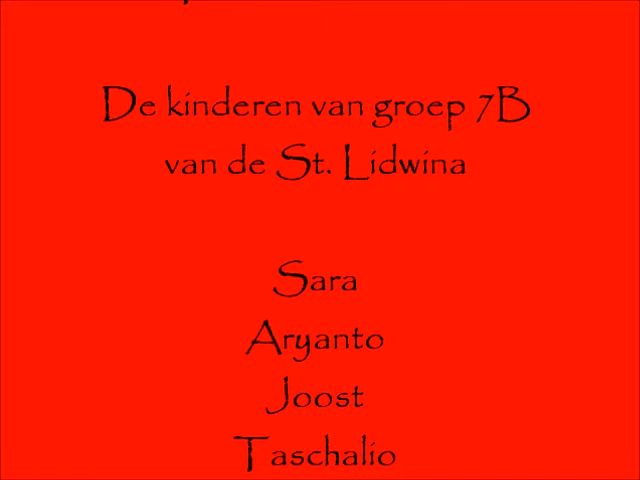 De kinderen van groep 7B
van de St. Lidwina
Sara
Aryanto
Joost
Taschalio